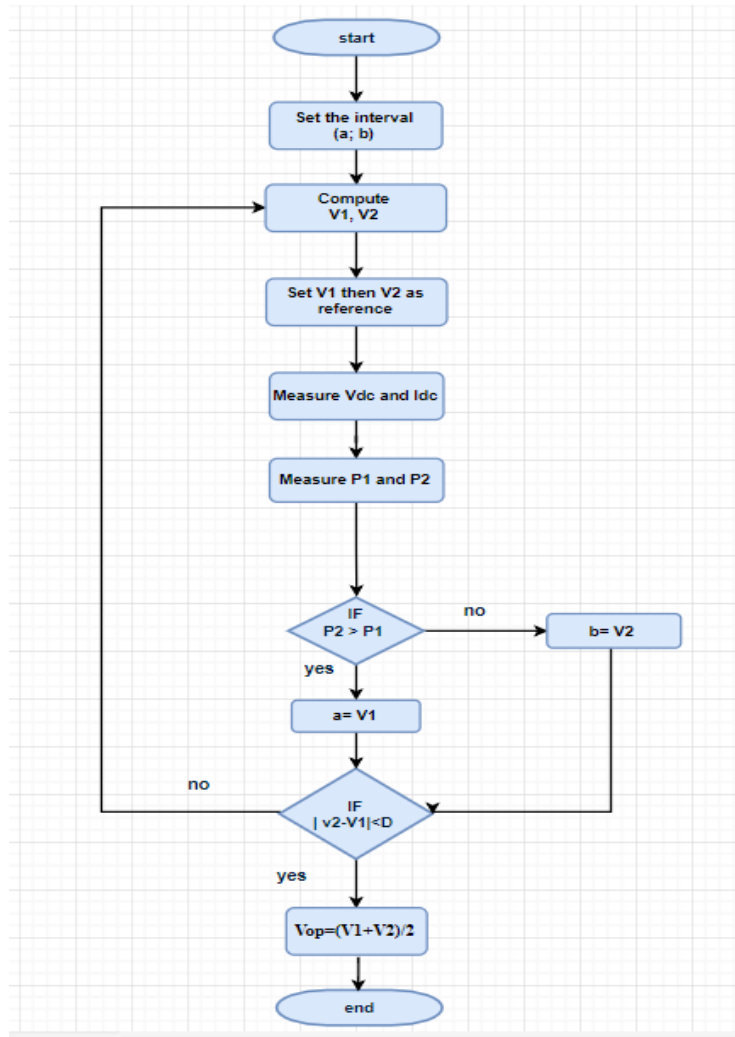 start
Set the interval
(a; b)
Compute
V1, V2
Set V1 then V2 as
reference
Measure Vdc and Idc
Measure P1 and P2
IF
P2 > P1
no
b= V2
yes
a= V1
no
IF
| v2-V1|<D
yes
Vop=(V1+V2)/2
end